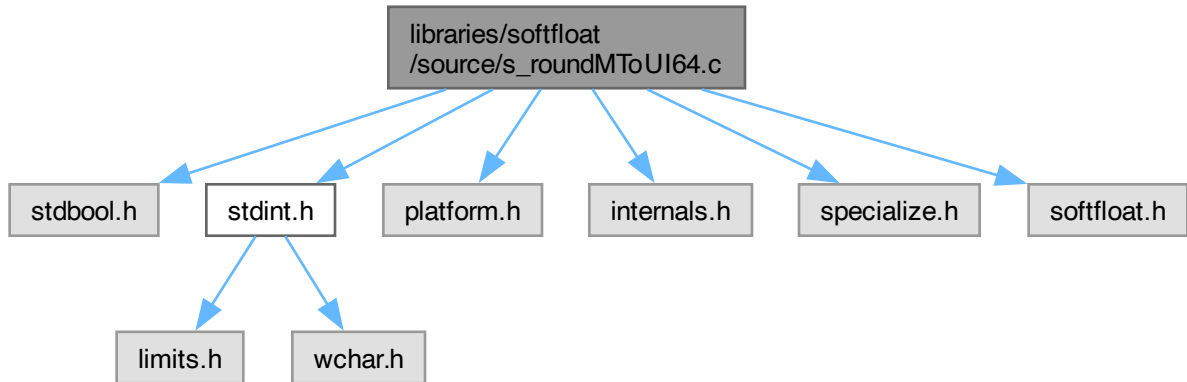 libraries/softfloat
/source/s_roundMToUI64.c
stdbool.h
stdint.h
platform.h
internals.h
specialize.h
softfloat.h
limits.h
wchar.h